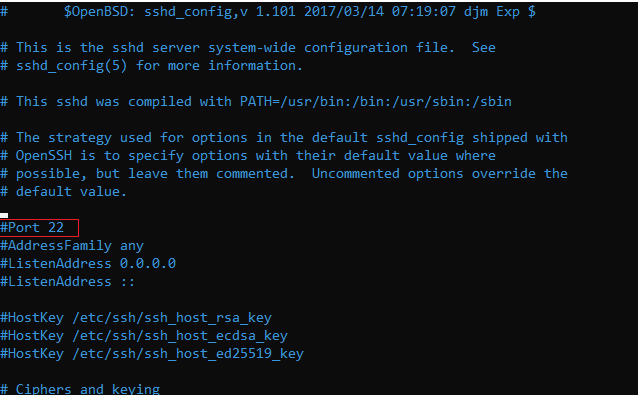 #       $OpenBSD: sshd_config,v 1.101 2017/03/14 07:19:07 djm Exp $
# This is the sshd server system-wide configuration file.  See
# sshd_config(5) for more information.
# This sshd was compiled with PATH=/usr/bin:/bin:/usr/sbin:/sbin
# The strategy used for options in the default sshd_config shipped with
# OpenSSH is to specify options with their default value where
# possible, but leave them commented.  Uncommented options override the
# default value.
#Port 22
#AddressFamily any
#ListenAddress 0.0.0.0
#ListenAddress ::
#HostKey /etc/ssh/ssh_host_rsa_key
#HostKey /etc/ssh/ssh_host_ecdsa_key
#HostKey /etc/ssh/ssh_host_ed25519_key
# Ciphers and keying